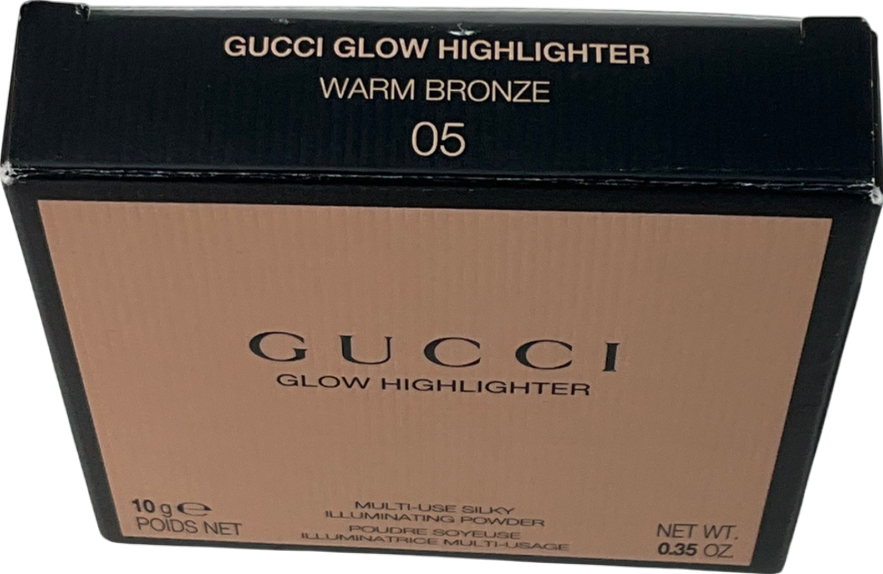 GUCCI GLOW HIGHLIGHTER
WARM BRONZE
05
GUCCI
GLOW HIGHLIGHTER
10 g ℮
POIDS NET
MULTI-USE SILKY
ILLUMINATING POWDER
POUDRE SOYEUSE
ILLUMINATRICE MULTI-USAGE
NET WT.
0.35 OZ.